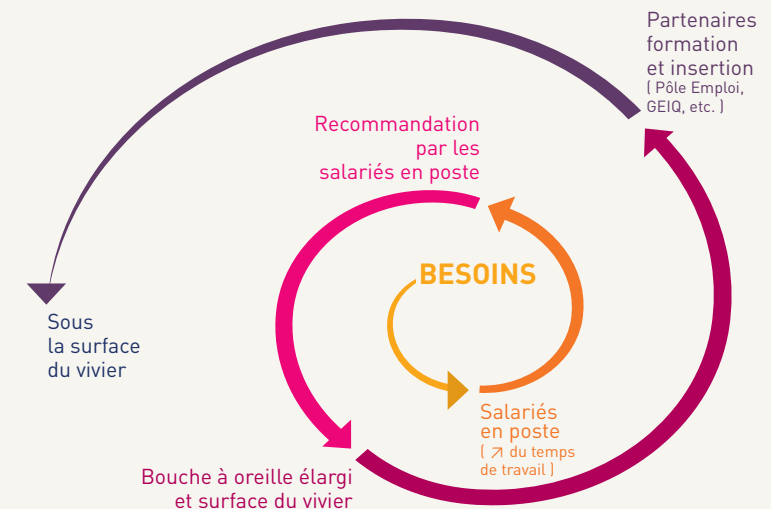 BESOINS
Salariés
en poste
( ↗ du temps
de travail )
Recommandation
par les
salariés en poste
Bouche à oreille élargi
et surface du vivier
Partenaires
formation
et insertion
( Pôle Emploi,
GEIQ, etc. )
Sous
la surface
du vivier